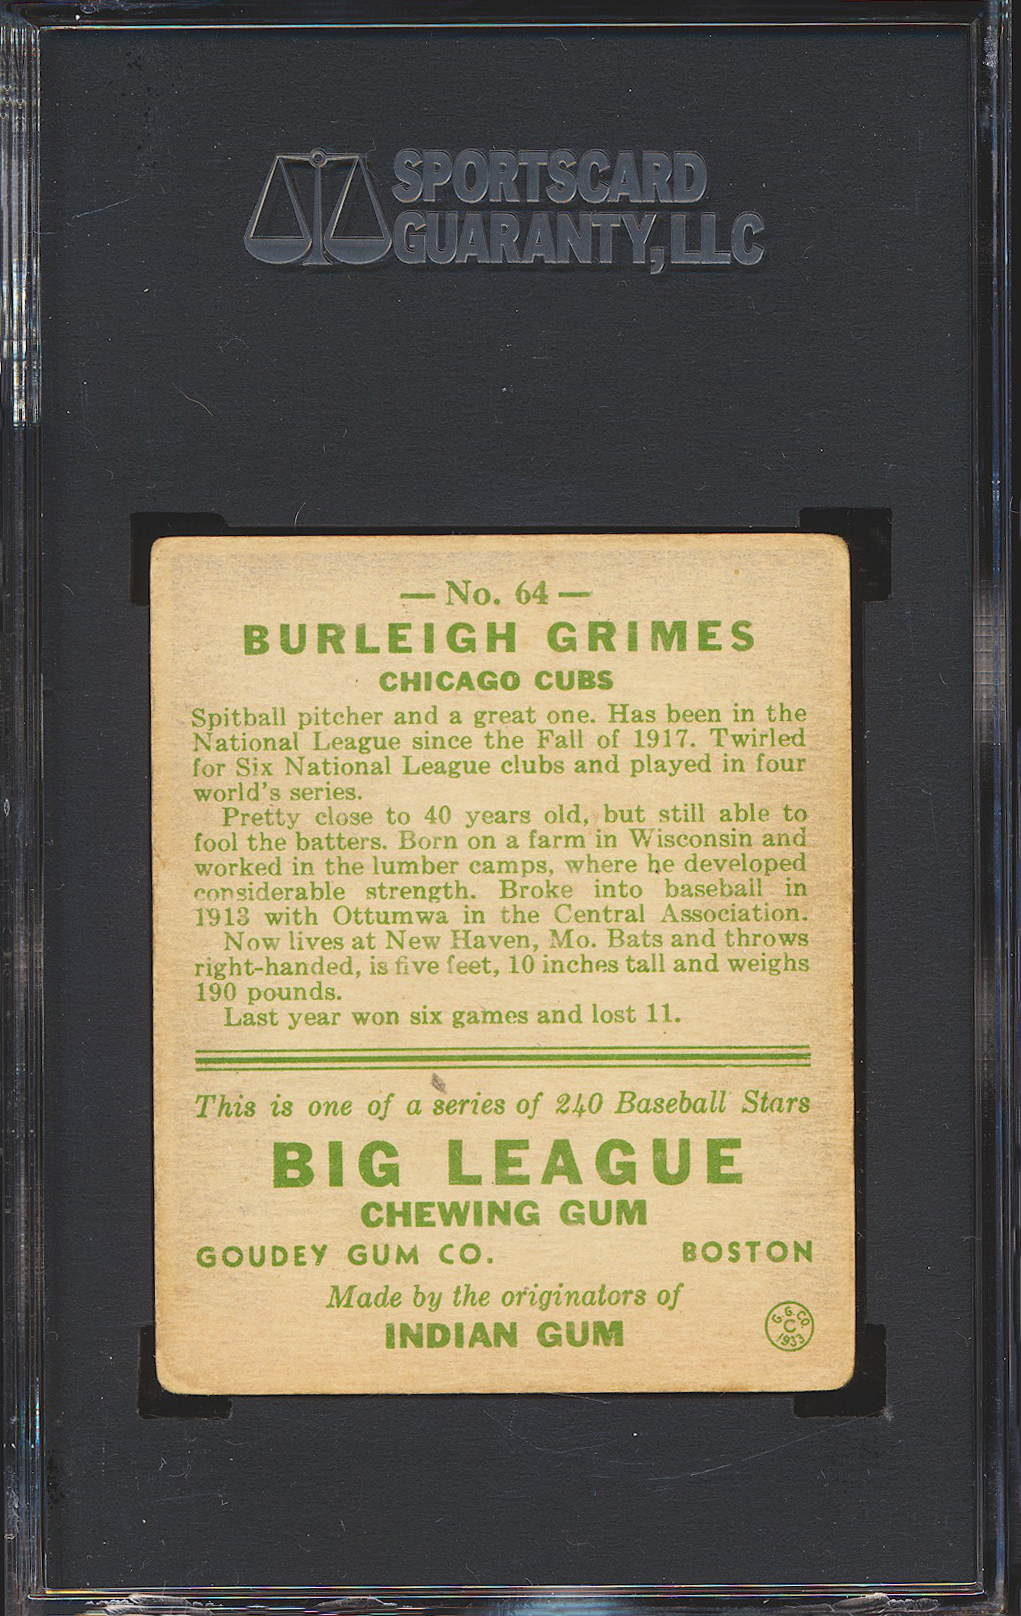 SPORTSCARD
GUARANTY, LLC
— No. 64 —
BURLEIGH GRIMES
CHICAGO CUBS
Spitball pitcher and a great one. Has been in the
National League since the Fall of 1917. Twirled
for Six National League clubs and played in four
world's series.
Pretty close to 40 years old, but still able to
fool the batters. Born on a farm in Wisconsin and
worked in the lumber camps, where he developed
considerable strength. Broke into baseball in
1913 with Ottumwa in the Central Association.
Now lives at New Haven, Mo. Bats and throws
right-handed, is five feet, 10 inches tall and weighs
190 pounds.
Last year won six games and lost 11.
This is one of a series of 240 Baseball Stars
BIG LEAGUE
CHEWING GUM
GOUDEY GUM CO. BOSTON
Made by the originators of
INDIAN GUM
G. G. CO.
C
1933